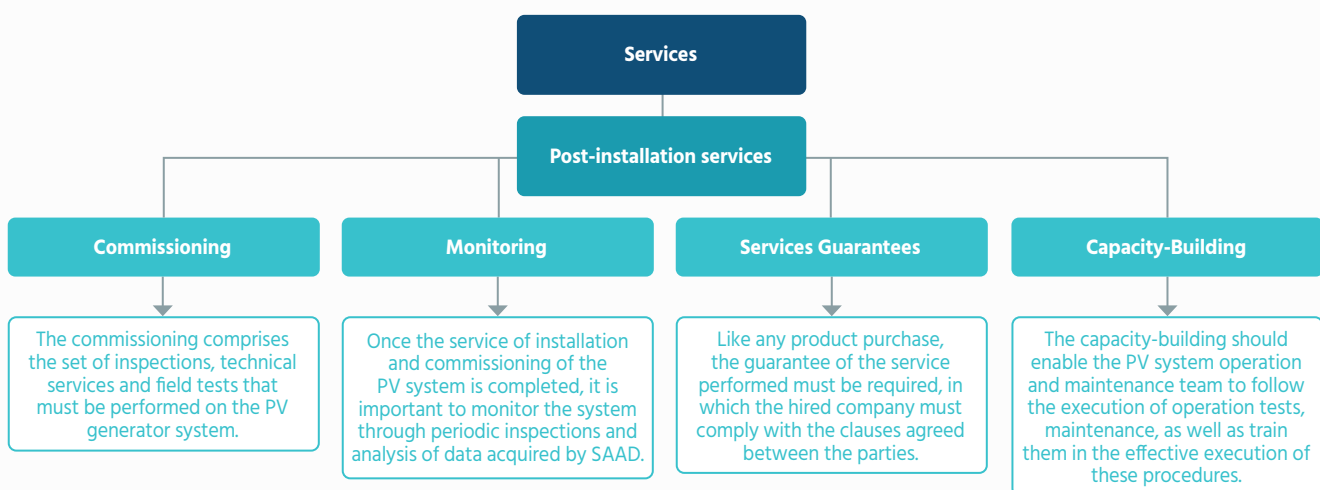 Services
Post-installation services
Commissioning
Monitoring
Services Guarantees
Capacity-Building
The commissioning comprises
the set of inspections, technical
services and field tests that
must be performed on the PV
generator system.
Once the service of installation
and commissioning of the
PV system is completed, it is
important to monitor the system
through periodic inspections and
analysis of data acquired by SAAD.
Like any product purchase,
the guarantee of the service
performed must be required, in
which the hired company must
comply with the clauses agreed
between the parties.
The capacity-building should
enable the PV system operation
and maintenance team to follow
the execution of operation tests,
maintenance, as well as train
them in the effective execution of
these procedures.